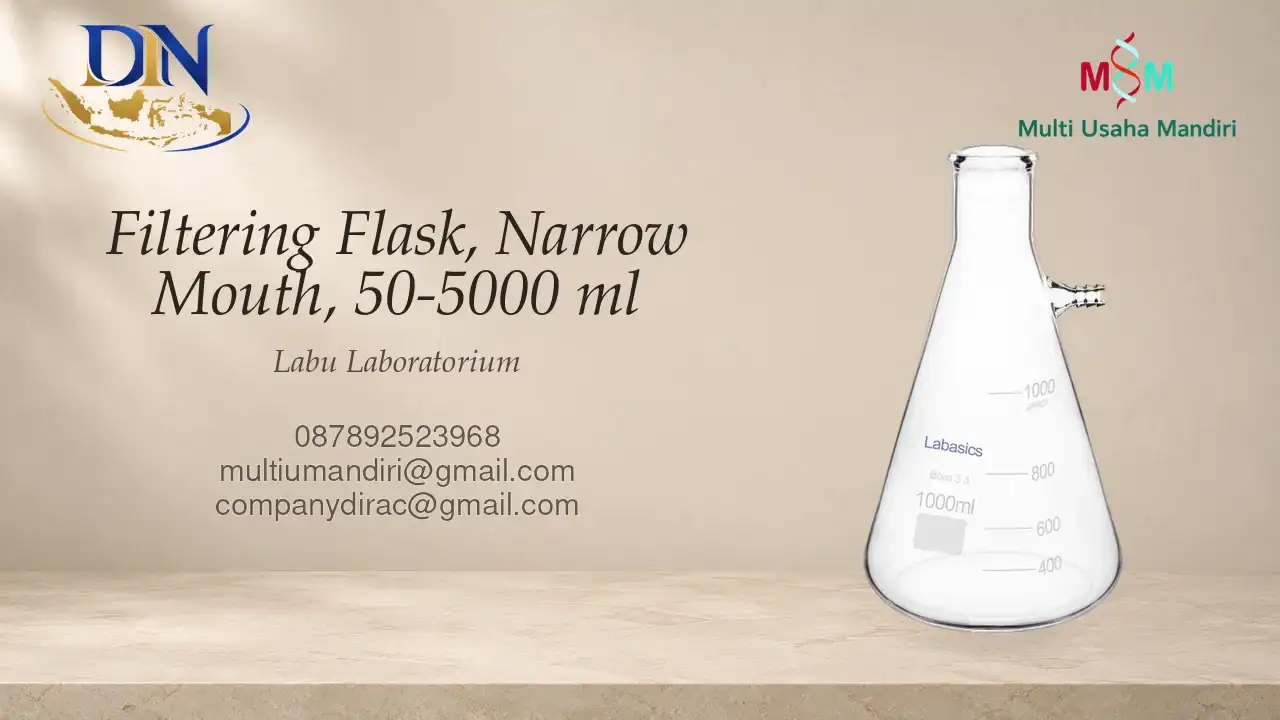 DN
M M
Multi Usaha Mandiri
Filtering Flask, Narrow
Mouth, 50-5000 ml
Labu Laboratorium
087892523968
multiumandiri@gmail.com
companydirac@gmail.com
1000
Labasics
800
1000ml
600
400